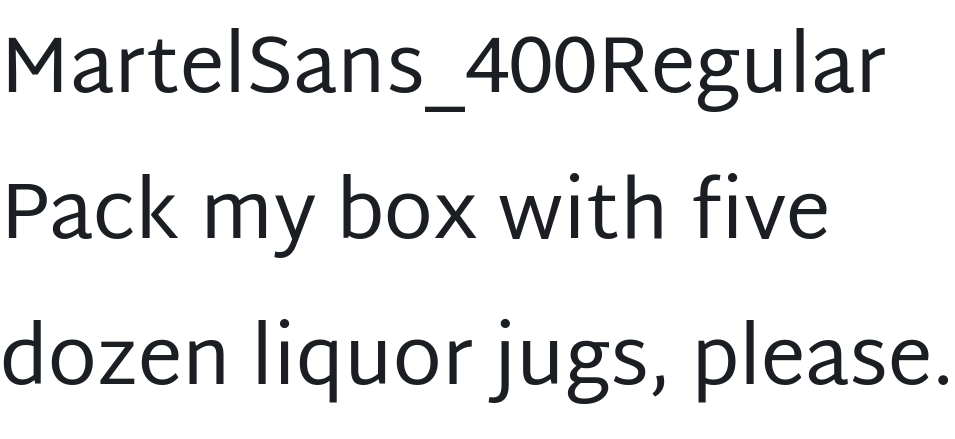 MartelSans_400Regular
Pack my box with five
dozen liquor jugs, please.